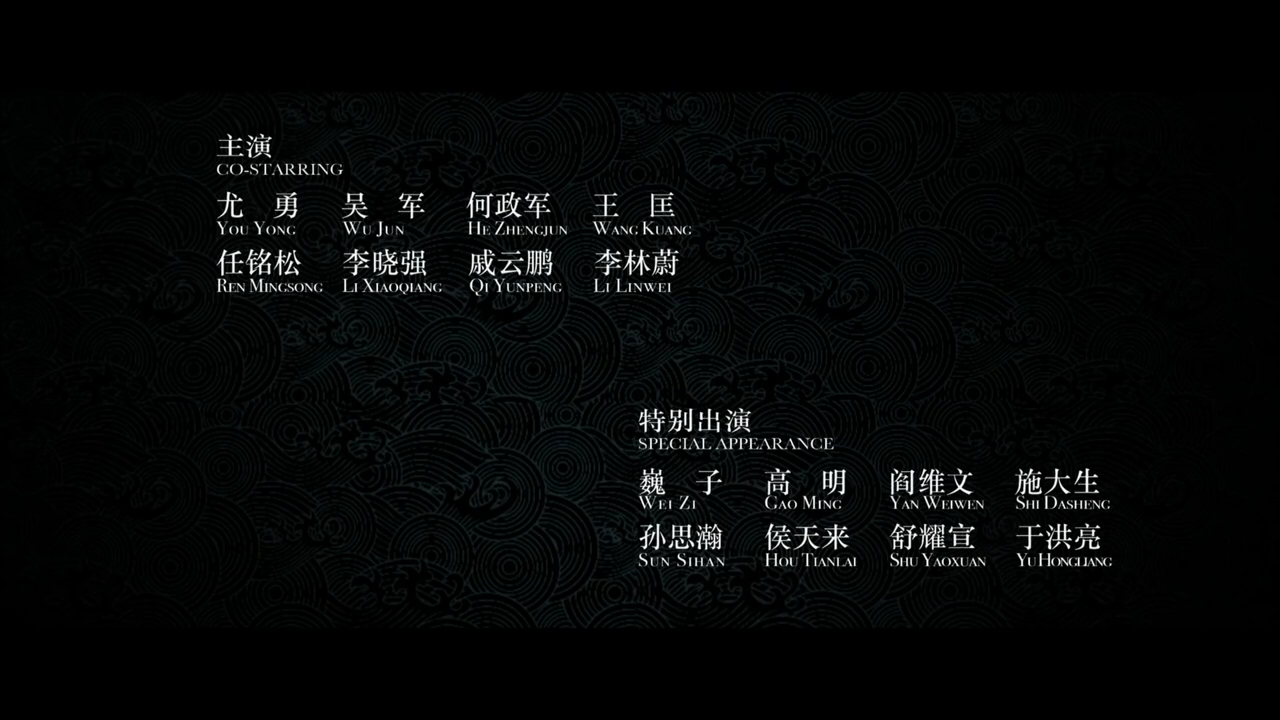 主演
CO-STARRING
尤 勇 吴 军 何政军 王 匡
YOU YONG WU JUN HE ZHENGJUN WANG KUANG
任铭松 李晓强 戚云鹏 李林蔚
REN MINGSONG LI XIAOQIANG QI YUNPENG LI LINWEI
特别出演
SPECIAL APPEARANCE
巍 子 高 明 阎维文 施大生
WEI ZI GAO MING YAN WEIWEN SHI DASHENG
孙思瀚 侯天来 舒耀宣 于洪亮
SUN SIHAN HOU TIANLAI SHU YAOXUAN YU HONGLIANG